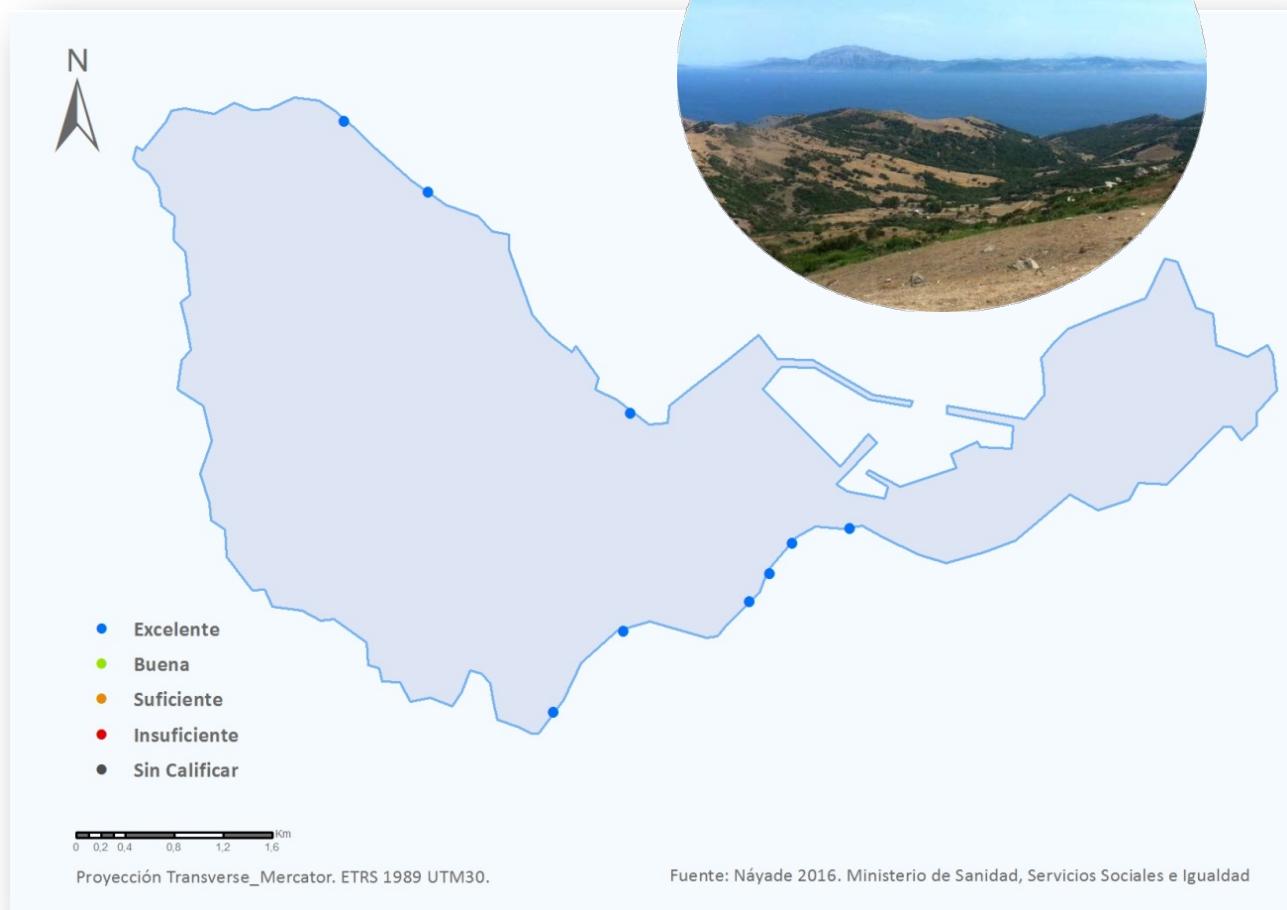 N
Excelente
Buena
Suficiente
Insuficiente
Sin Calificar
Km
0 0,2 0,4 0,8 1,2 1,6
Proyección Transverse_Mercator. ETRS 1989 UTM30.
Fuente: Náyade 2016. Ministerio de Sanidad, Servicios Sociales e Igualdad